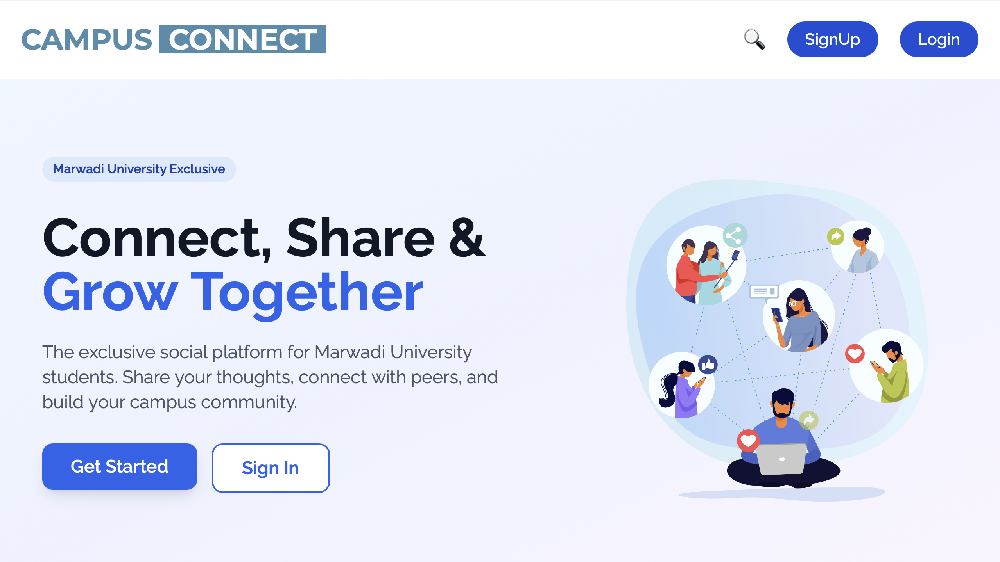 CAMPUS CONNECT
SignUp
Login
Marwadi University Exclusive
Connect, Share &
Grow Together
The exclusive social platform for Marwadi University
students. Share your thoughts, connect with peers, and
build your campus community.
Get Started
Sign In